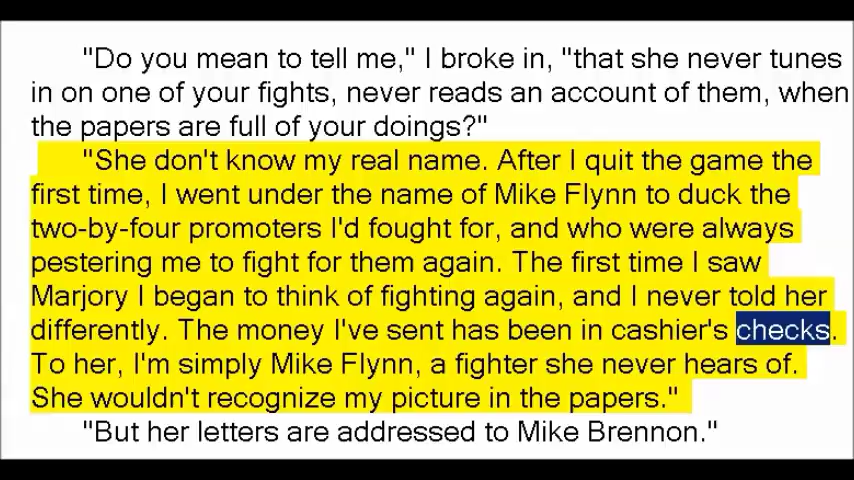 "Do you mean to tell me," I broke in, "that she never tunes
in on one of your fights, never reads an account of them, when
the papers are full of your doings?"
"She don't know my real name. After I quit the game the
first time, I went under the name of Mike Flynn to duck the
two-by-four promoters I'd fought for, and who were always
pestering me to fight for them again. The first time I saw
Marjory I began to think of fighting again, and I never told her
differently. The money I've sent has been in cashier's checks.
To her, I'm simply Mike Flynn, a fighter she never hears of.
She wouldn't recognize my picture in the papers."
"But her letters are addressed to Mike Brennon."